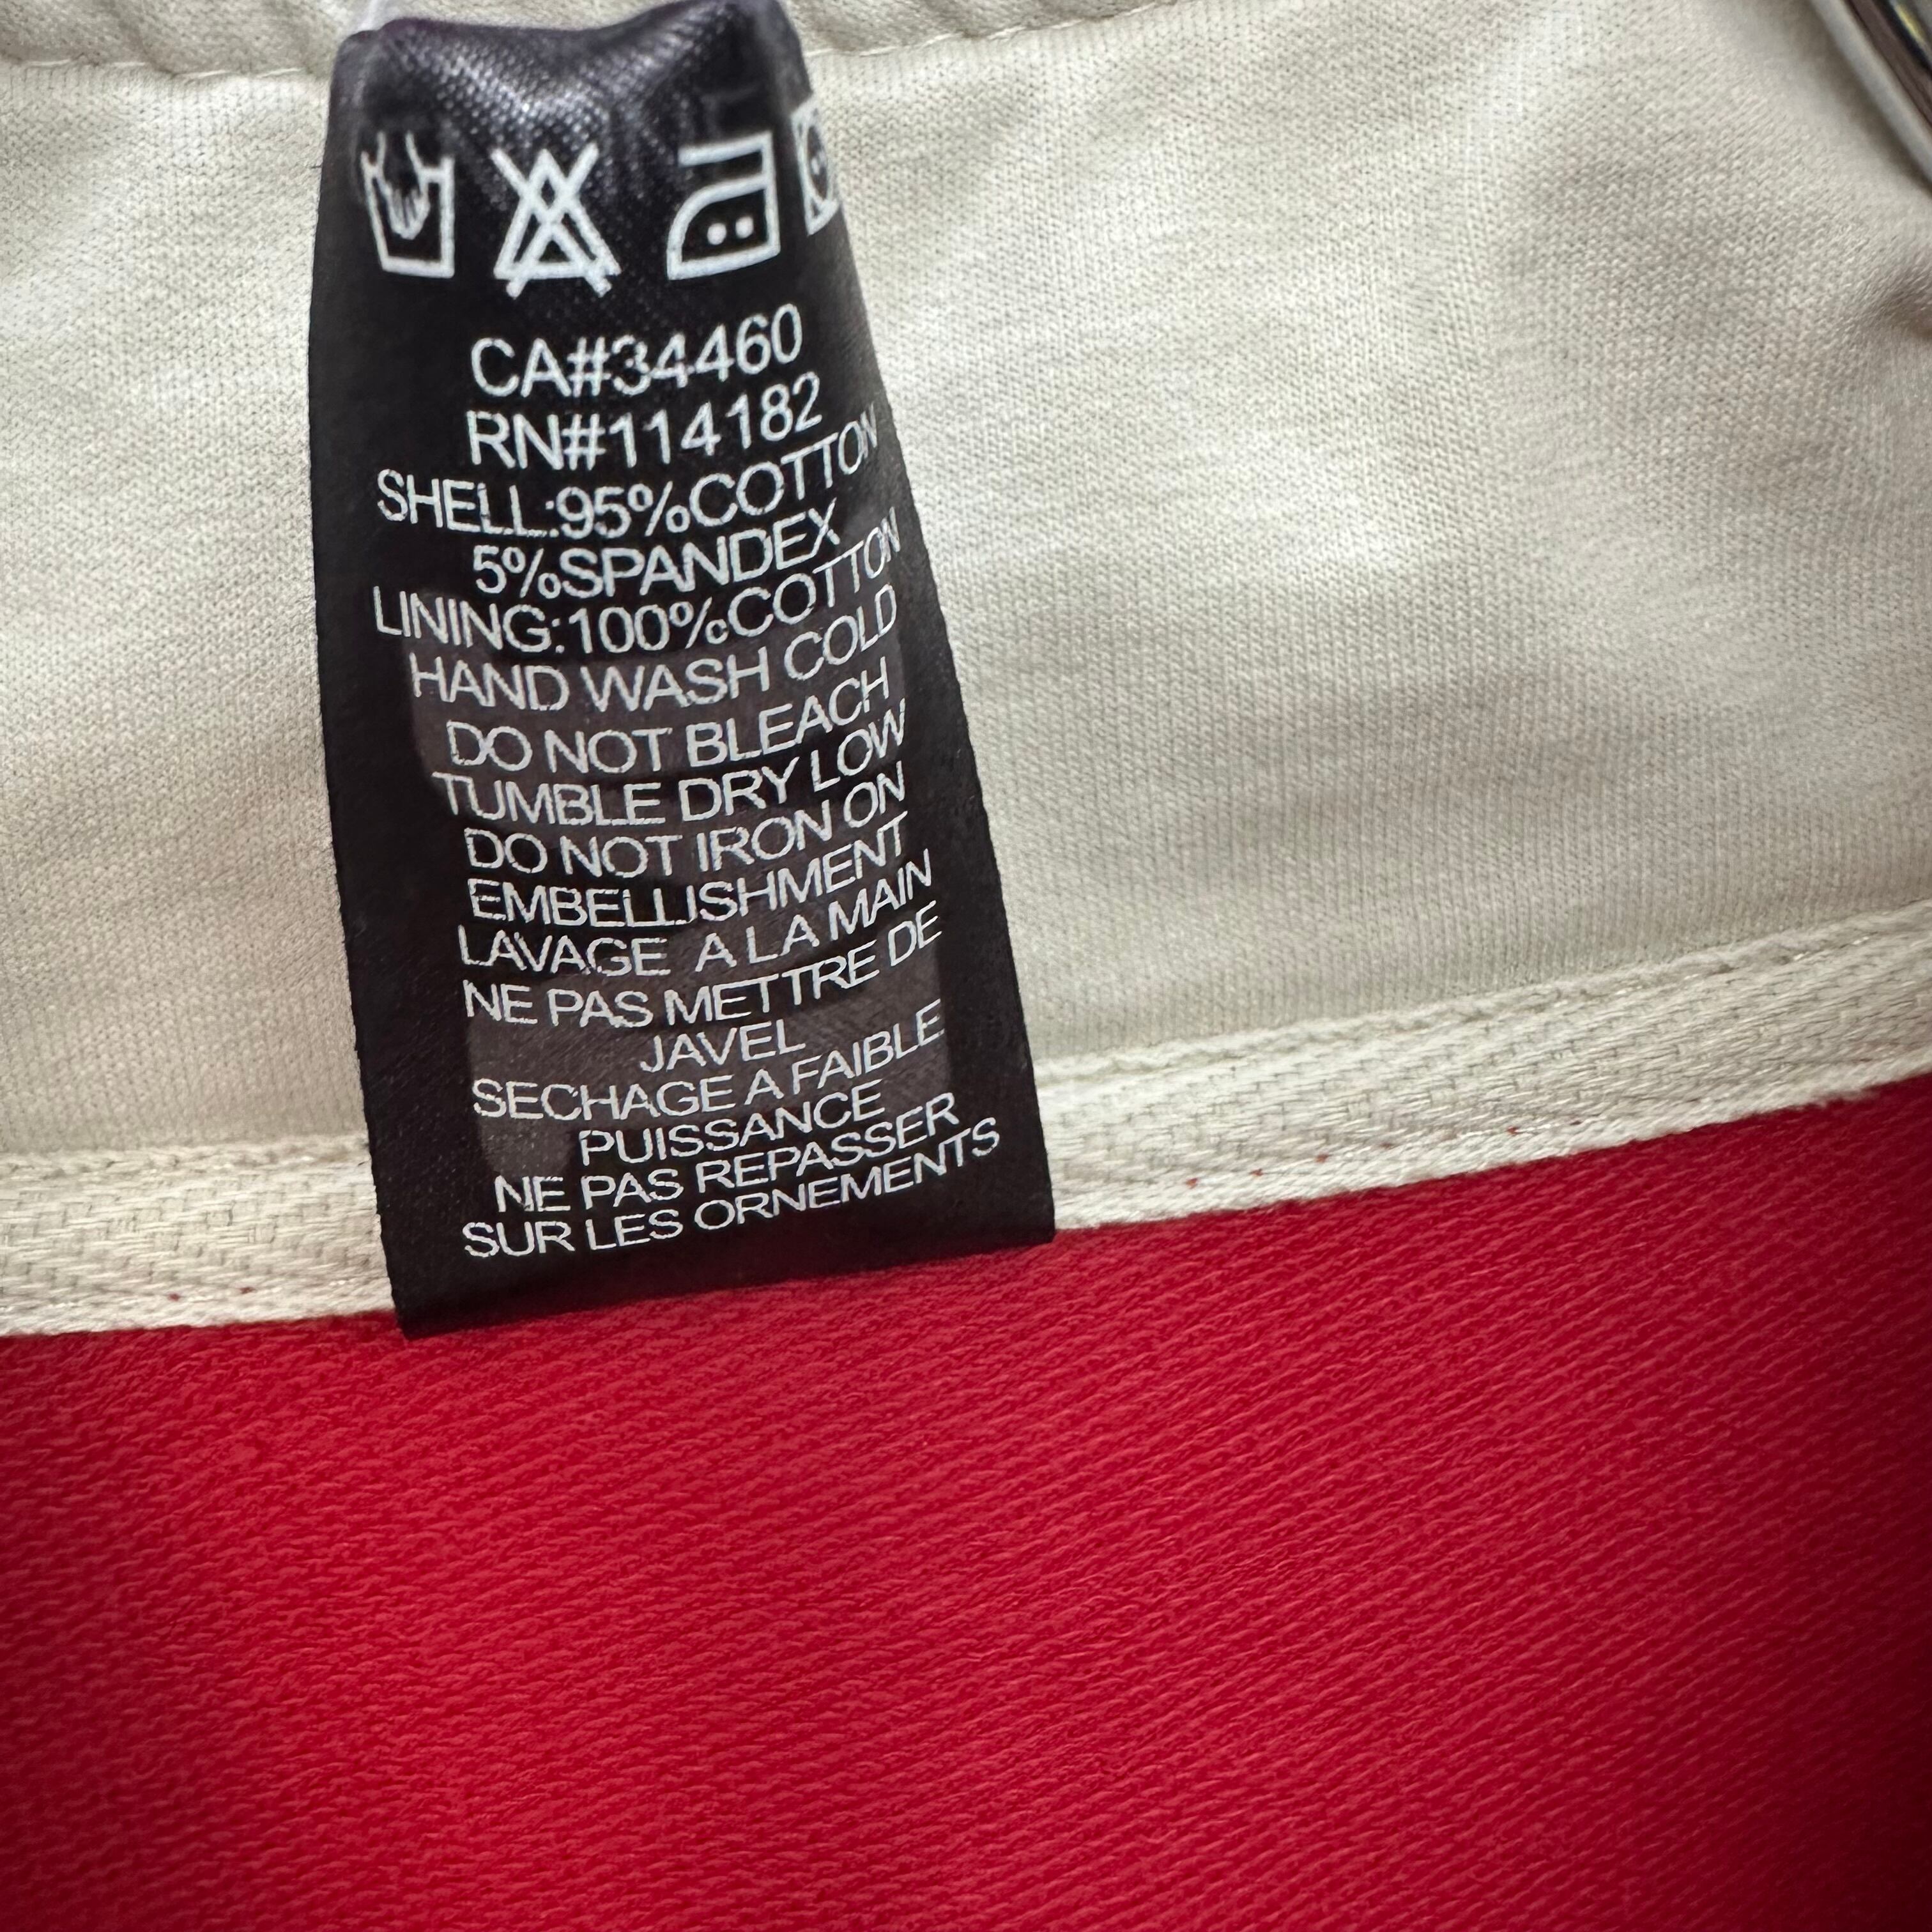 CA#34460
RN#114182
SHELL:95%COTTON
5%SPANDEX
LINING:100%COTTON
HAND WASH COLD
DO NOT BLEACH
TUMBLE DRY LOW
DO NOT IRON ON
EMBELLISHMENT
LAVAGE A LA MAIN
NE PAS METTRE DE
JAVEL
SECHAGE A FAIBLE
PUISSANCE
NE PAS REPASSER
SUR LES ORNEMENTS